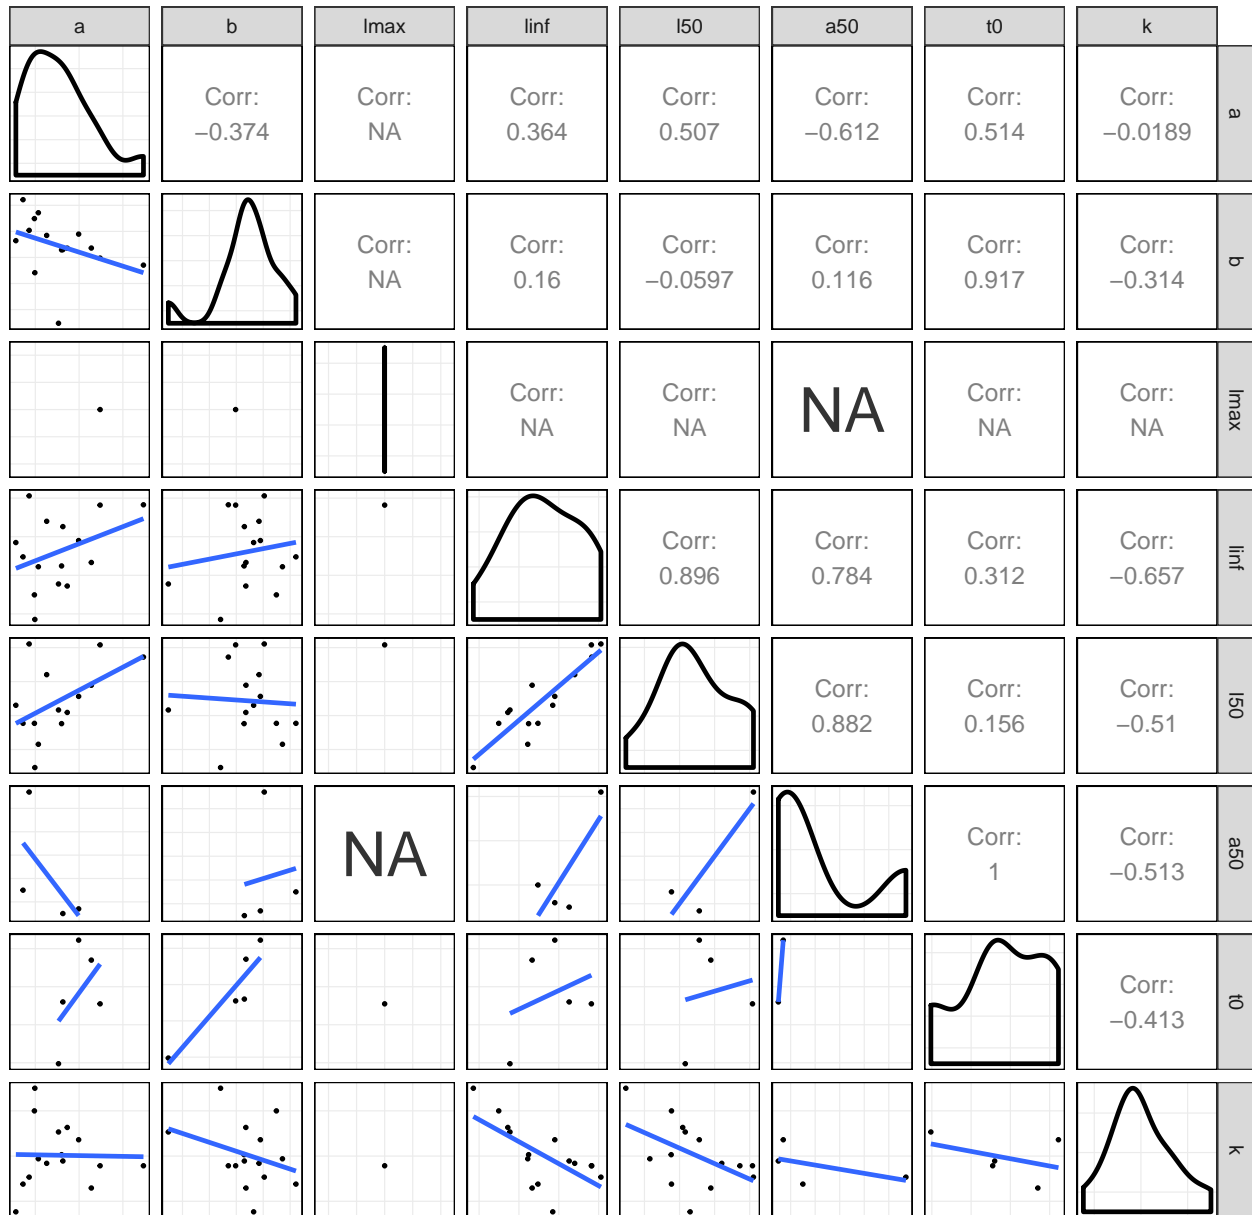 a b lmax linf l50 a50 t0 k
Corr: Corr: Corr: Corr: Corr: Corr: Corr:
−0.374 NA 0.364 0.507 −0.612 0.514 −0.0189
a
Corr: Corr: Corr: Corr: Corr: Corr:
NA 0.16 −0.0597 0.116 0.917 −0.314
b
Corr: Corr: NA Corr: Corr:
NA NA NA NA
lmax
Corr: Corr: Corr: Corr:
0.896 0.784 0.312 −0.657
linf
Corr: Corr: Corr:
0.882 0.156 −0.51
l50
NA Corr: Corr:
1 −0.513
a50
Corr:
−0.413
t0
k